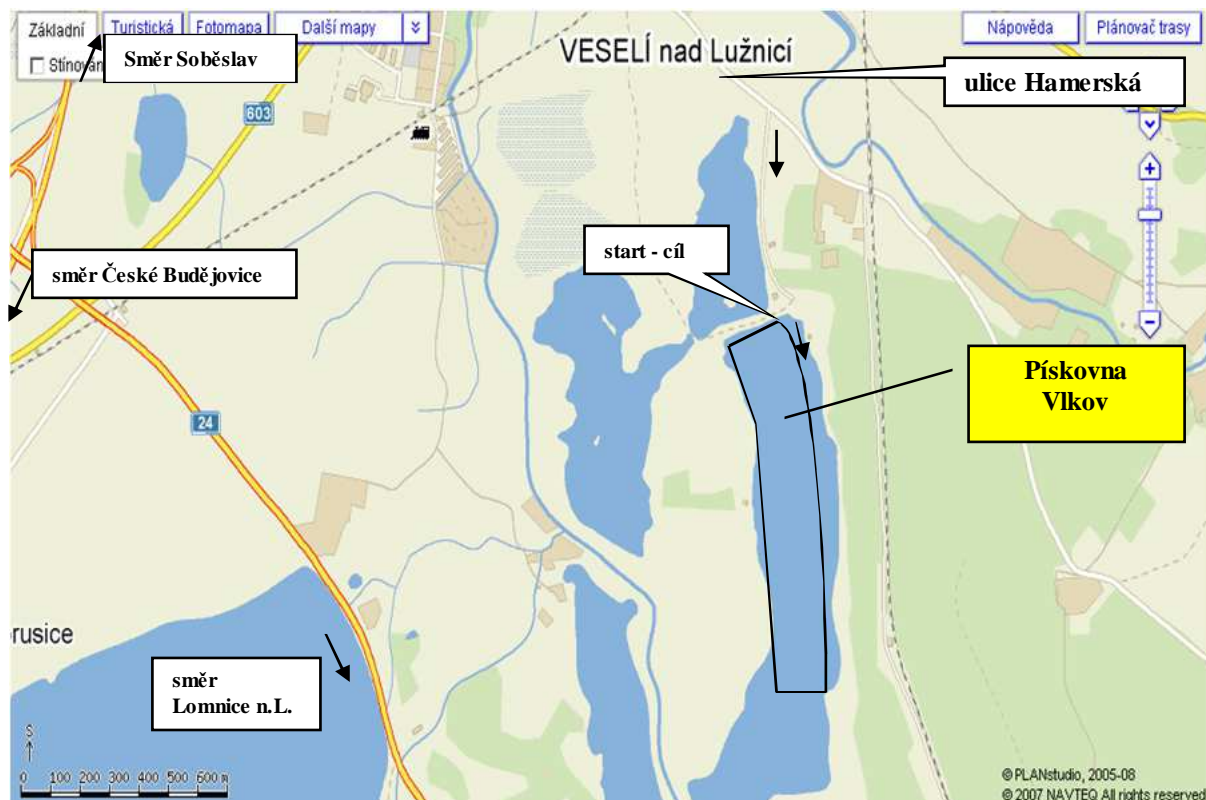 Základní
Turistická
Fotomapa
Další mapy
Nápověda
Plánovač trasy
Směr Soběslav
VESELÍ nad Lužnicí
ulice Hamerská
603
start - cíl
směr České Budějovice
Pískovna
Vlkov
24
směr
Lomnice n.L.
S
0 100 200 300 400 500 600 m
© PLANstudio, 2005-08
© 2007 NAVTEQ All rights reserved